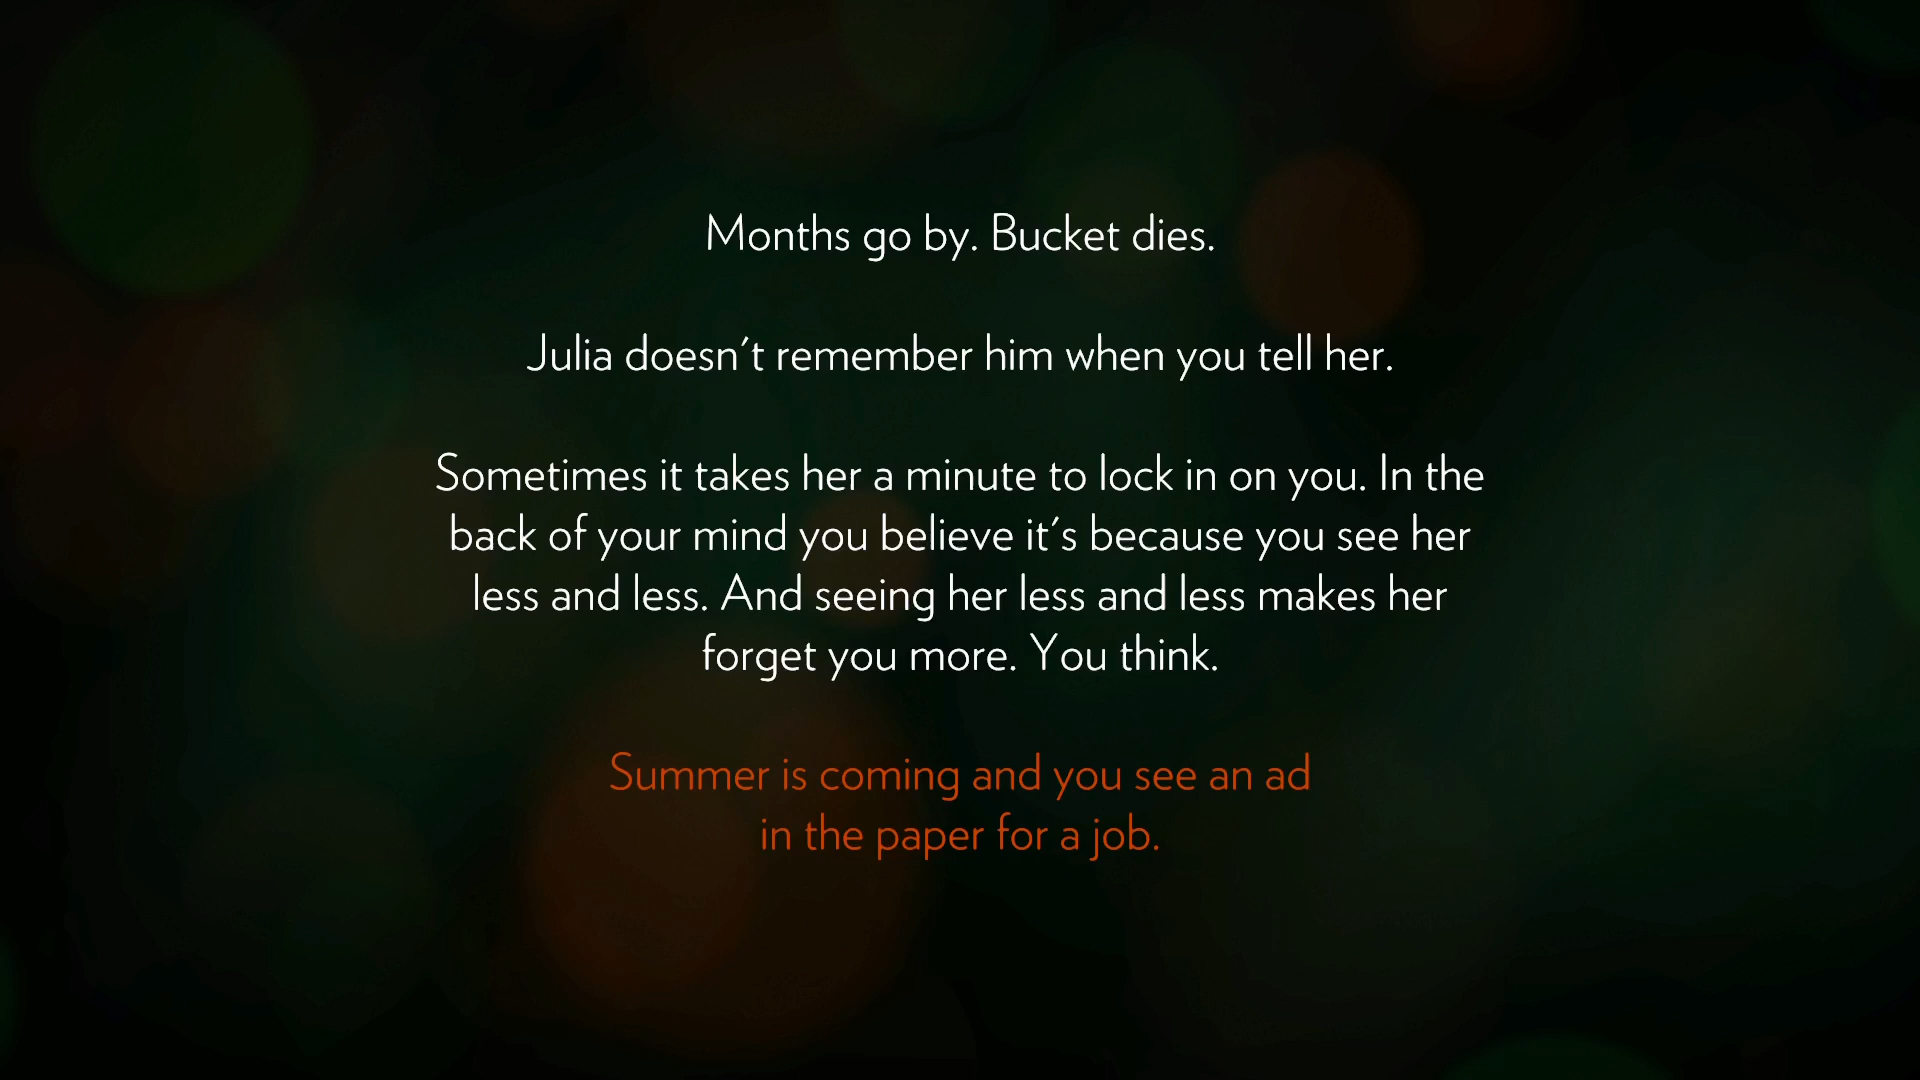 Months go by. Bucket dies.
Julia doesn't remember him when you tell her.
Sometimes it takes her a minute to lock in on you. In the
back of your mind you believe it's because you see her
less and less. And seeing her less and less makes her
forget you more. You think.
Summer is coming and you see an ad
in the paper for a job.